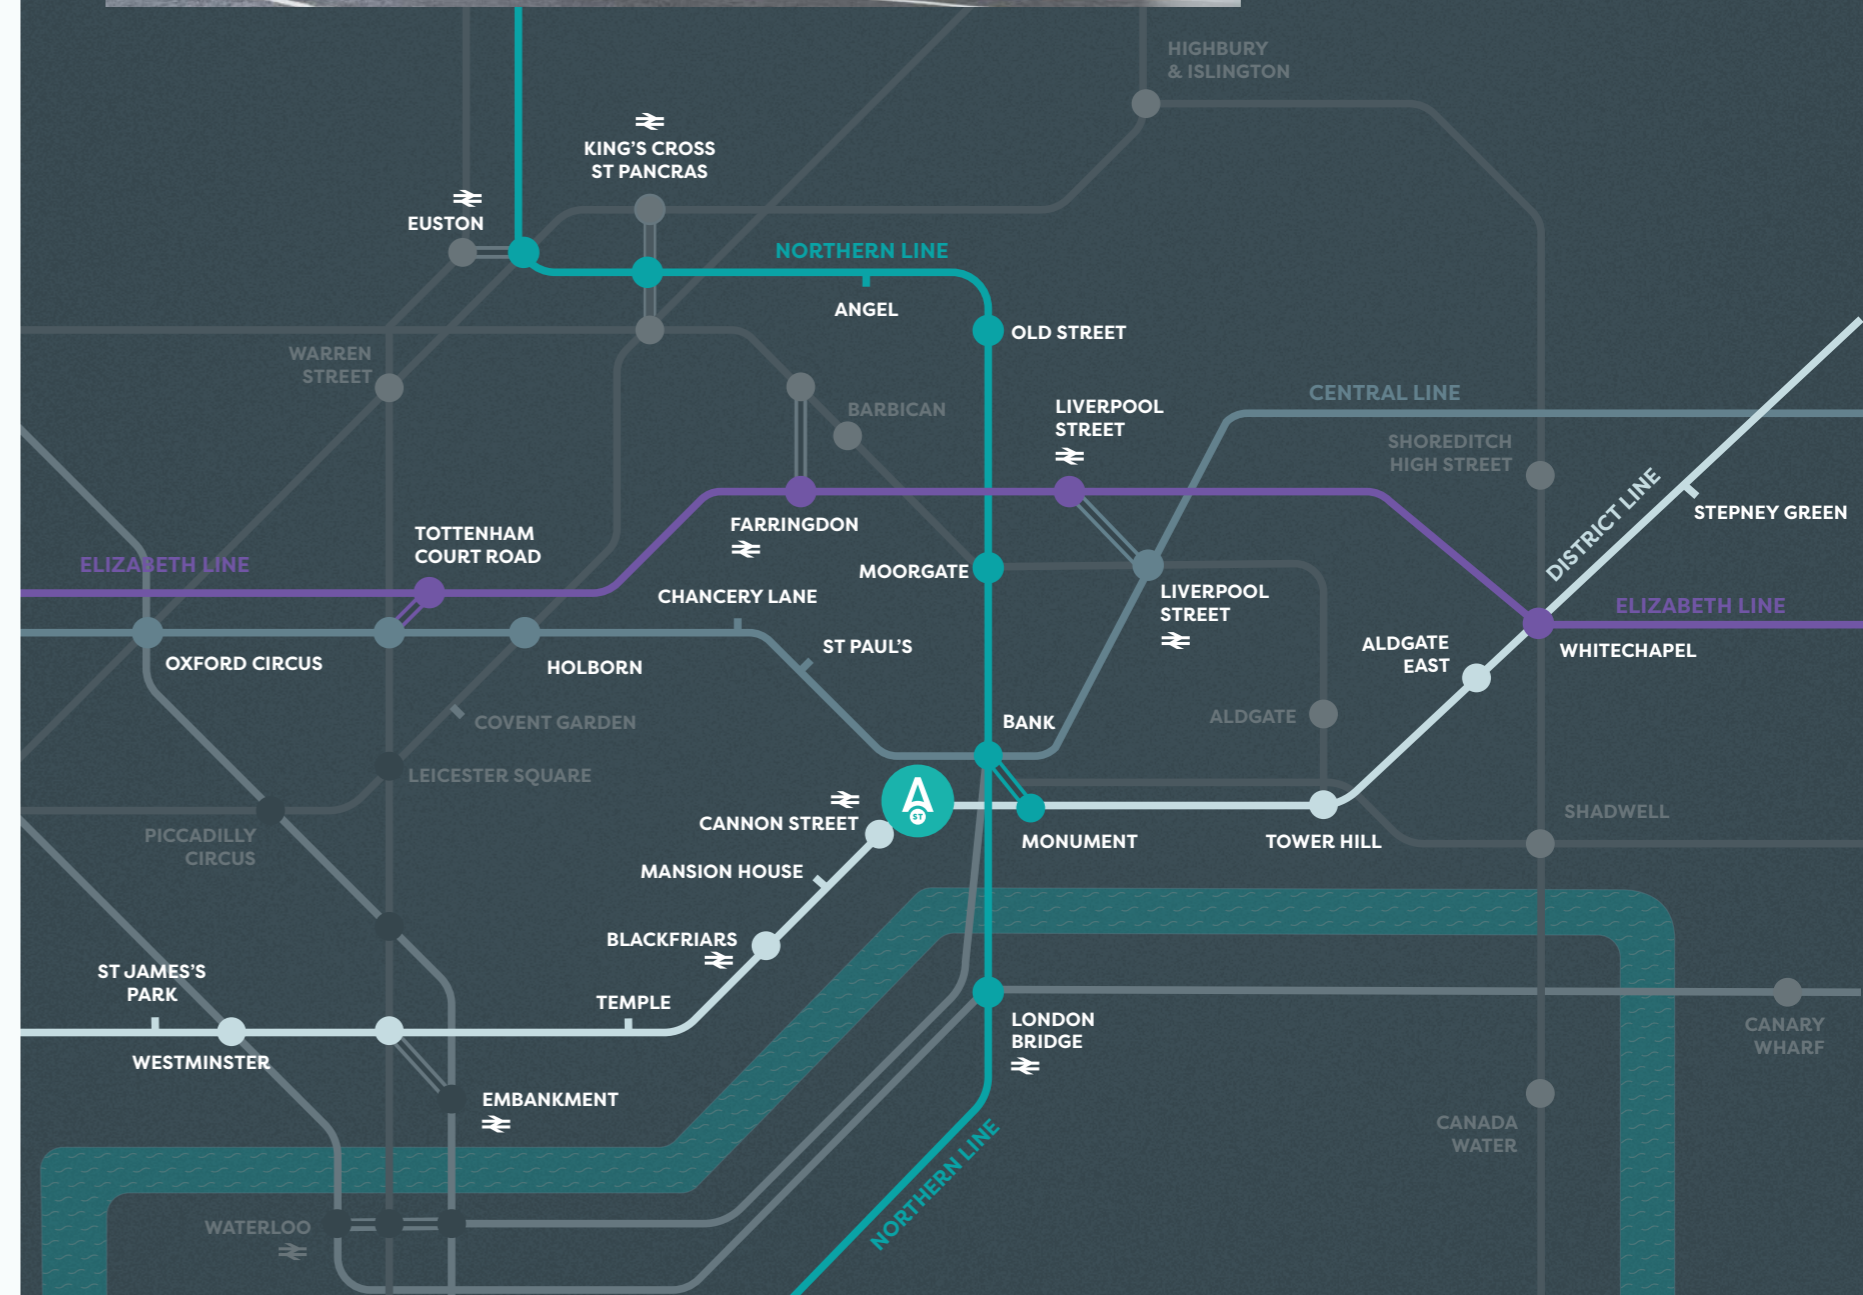 HIGHBURY
& ISLINGTON
KING'S CROSS
ST PANCRAS
EUSTON
NORTHERN LINE
ANGEL
OLD STREET
WARREN
STREET
CENTRAL LINE
BARBICAN
LIVERPOOL
STREET
SHOREDITCH
HIGH STREET
DISTRICT LINE
STEPNEY GREEN
FARRINGDON
TOTTENHAM
COURT ROAD
ELIZABETH LINE
MOORGATE
CHANCERY LANE
LIVERPOOL
STREET
ELIZABETH LINE
ALDGATE
EAST
WHITECHAPEL
ST PAUL'S
OXFORD CIRCUS
HOLBORN
COVENT GARDEN
BANK
ALDGATE
LEICESTER SQUARE
A
ST
CANNON STREET
PICCADILLY
CIRCUS
MONUMENT
TOWER HILL
SHADWELL
MANSION HOUSE
BLACKFRIARS
ST JAMES'S
PARK
TEMPLE
WESTMINSTER
LONDON
BRIDGE
CANARY
WHARF
EMBANKMENT
CANADA
WATER
NORTHERN LINE
WATERLOO